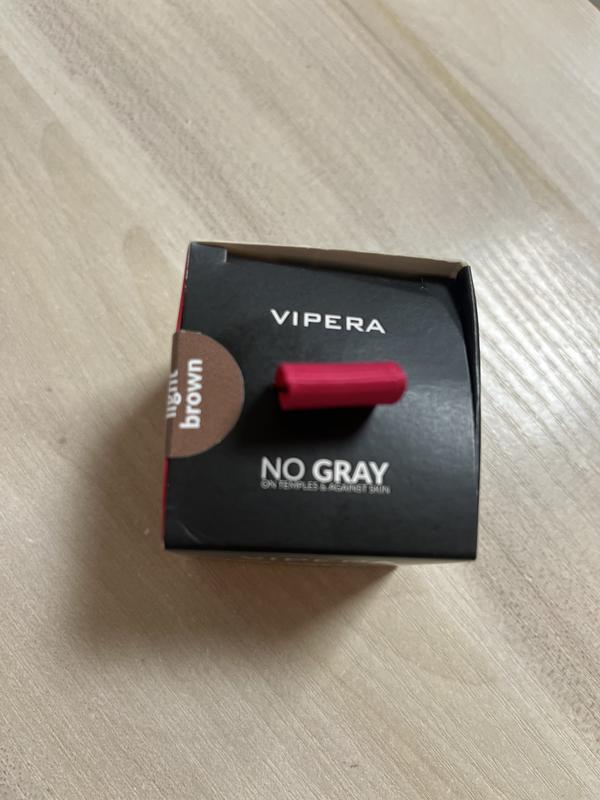 VIPERA
light
brown
NO GRAY
ON TEMPLES & AGAINST SKIN